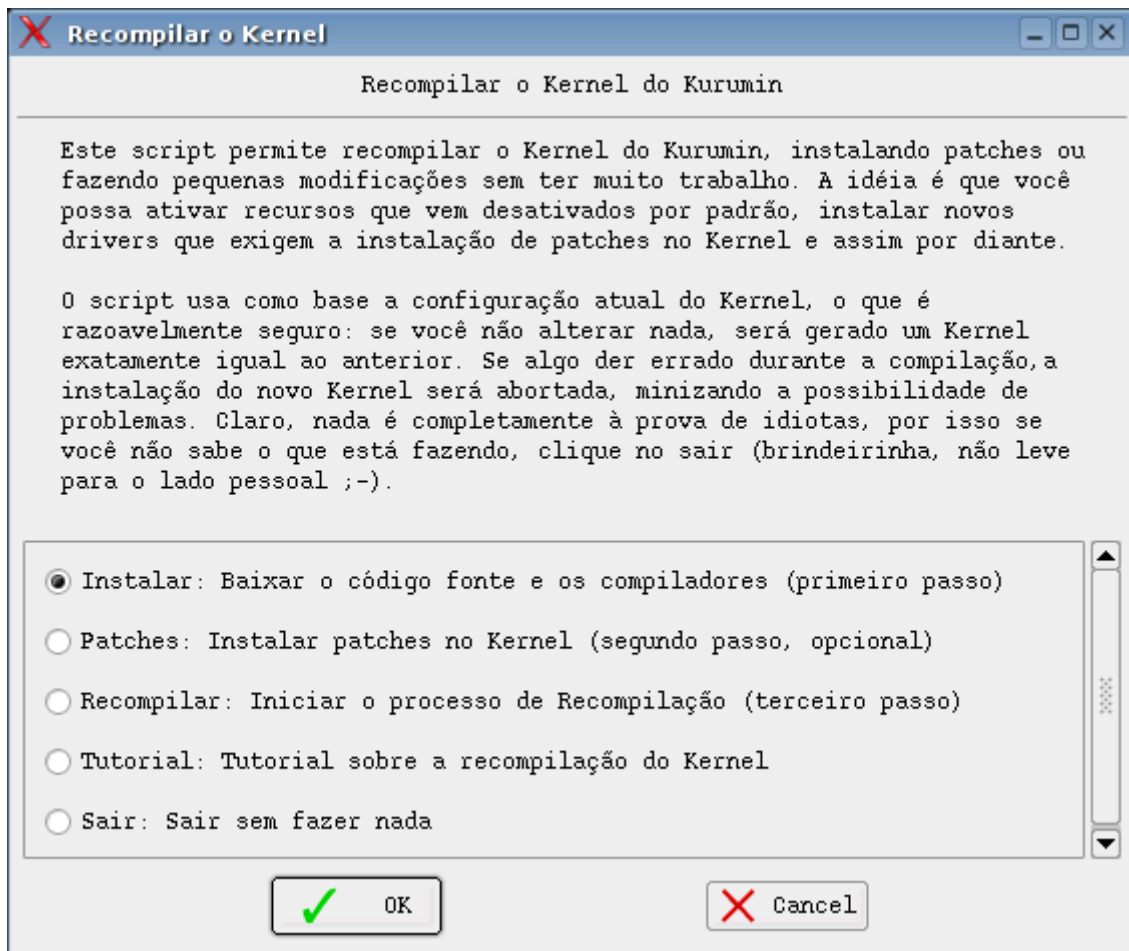 Recompilar o Kernel
Recompilar o Kernel do Kurumin
Este script permite recompilar o Kernel do Kurumin, instalando patches ou
fazendo pequenas modificações sem ter muito trabalho. A idéia é que você
possa ativar recursos que vem desativados por padrão, instalar novos
drivers que exigem a instalação de patches no Kernel e assim por diante.
O script usa como base a configuração atual do Kernel, o que é
razoavelmente seguro: se você não alterar nada, será gerado um Kernel
exatamente igual ao anterior. Se algo der errado durante a compilação, a
instalação do novo Kernel será abortada, minizando a possibilidade de
problemas. Claro, nada é completamente à prova de idiotas, por isso se
você não sabe o que está fazendo, clique no sair (brindeirinha, não leve
para o lado pessoal ;-).
Instalar: Baixar o código fonte e os compiladores (primeiro passo)
Patches: Instalar patches no Kernel (segundo passo, opcional)
Recompilar: Iniciar o processo de Recompilação (terceiro passo)
Tutorial: Tutorial sobre a recompilação do Kernel
Sair: Sair sem fazer nada
OK
Cancel